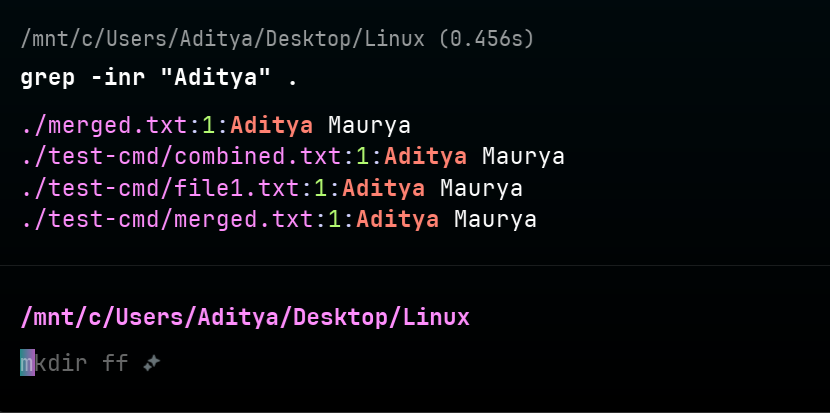 /mnt/c/Users/Aditya/Desktop/Linux (0.456s)
grep -inr "Aditya" .
./merged.txt:1:Aditya Maurya
./test-cmd/combined.txt:1:Aditya Maurya
./test-cmd/file1.txt:1:Aditya Maurya
./test-cmd/merged.txt:1:Aditya Maurya
/mnt/c/Users/Aditya/Desktop/Linux
mkdir ff